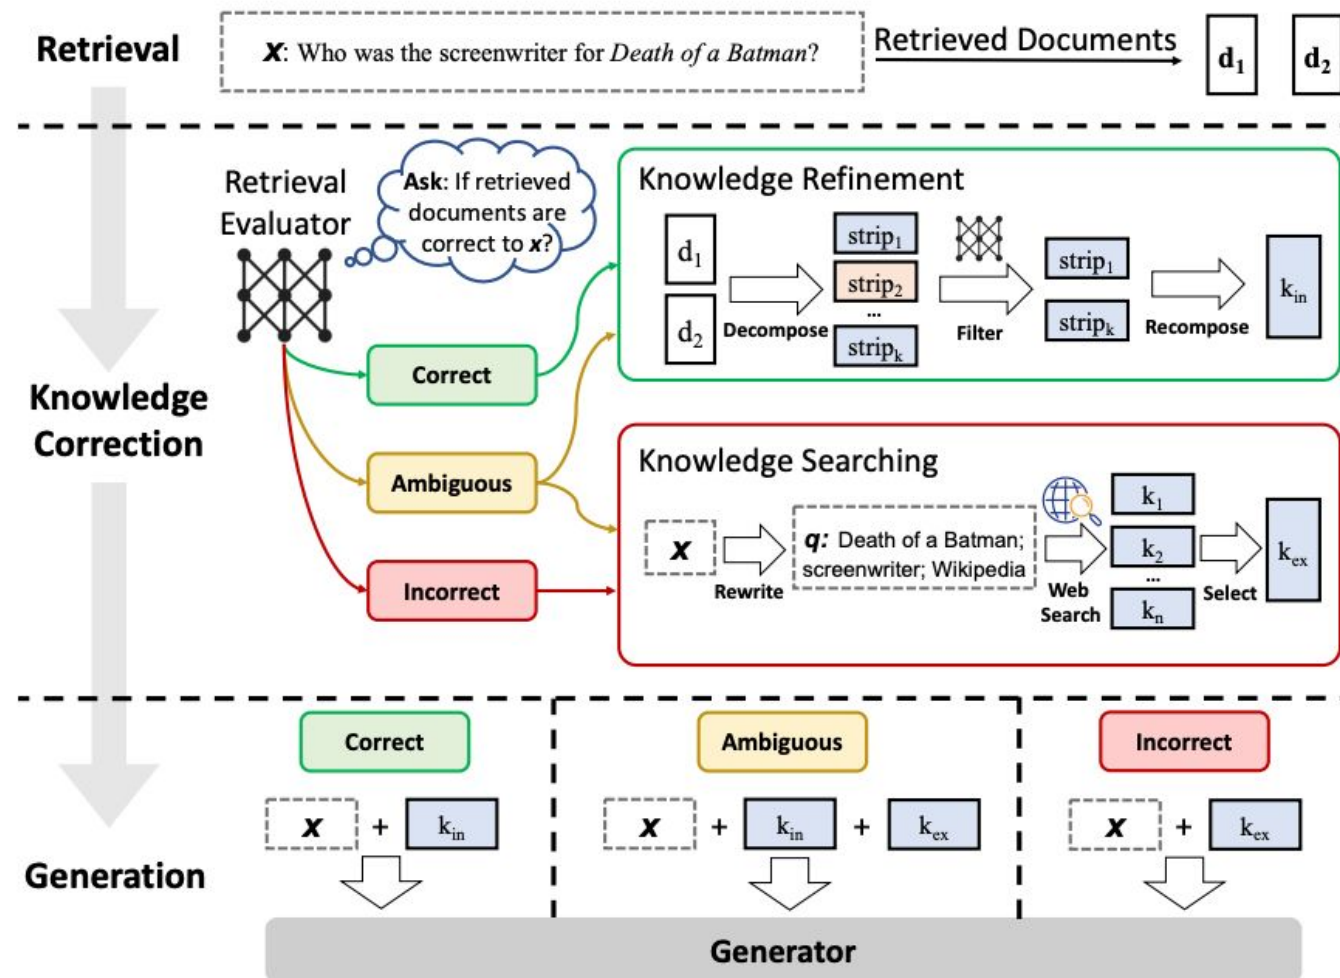 Retrieval
x: Who was the screenwriter for Death of a Batman?
Retrieved Documents
d1
d2
Retrieval
Evaluator
Ask: If retrieved
documents are
correct to x?
Knowledge
Correction
Correct
Ambiguous
Incorrect
Knowledge Refinement
d1
d2
Decompose
strip1
strip2
...
stripk
Filter
strip1
stripk
Recompose
kin
Knowledge Searching
x
Rewrite
q: Death of a Batman;
screenwriter; Wikipedia
Web
Search
k1
k2
...
kn
Select
kex
Generation
Correct
x + kin
Ambiguous
x + kin + kex
Incorrect
x + kex
Generator